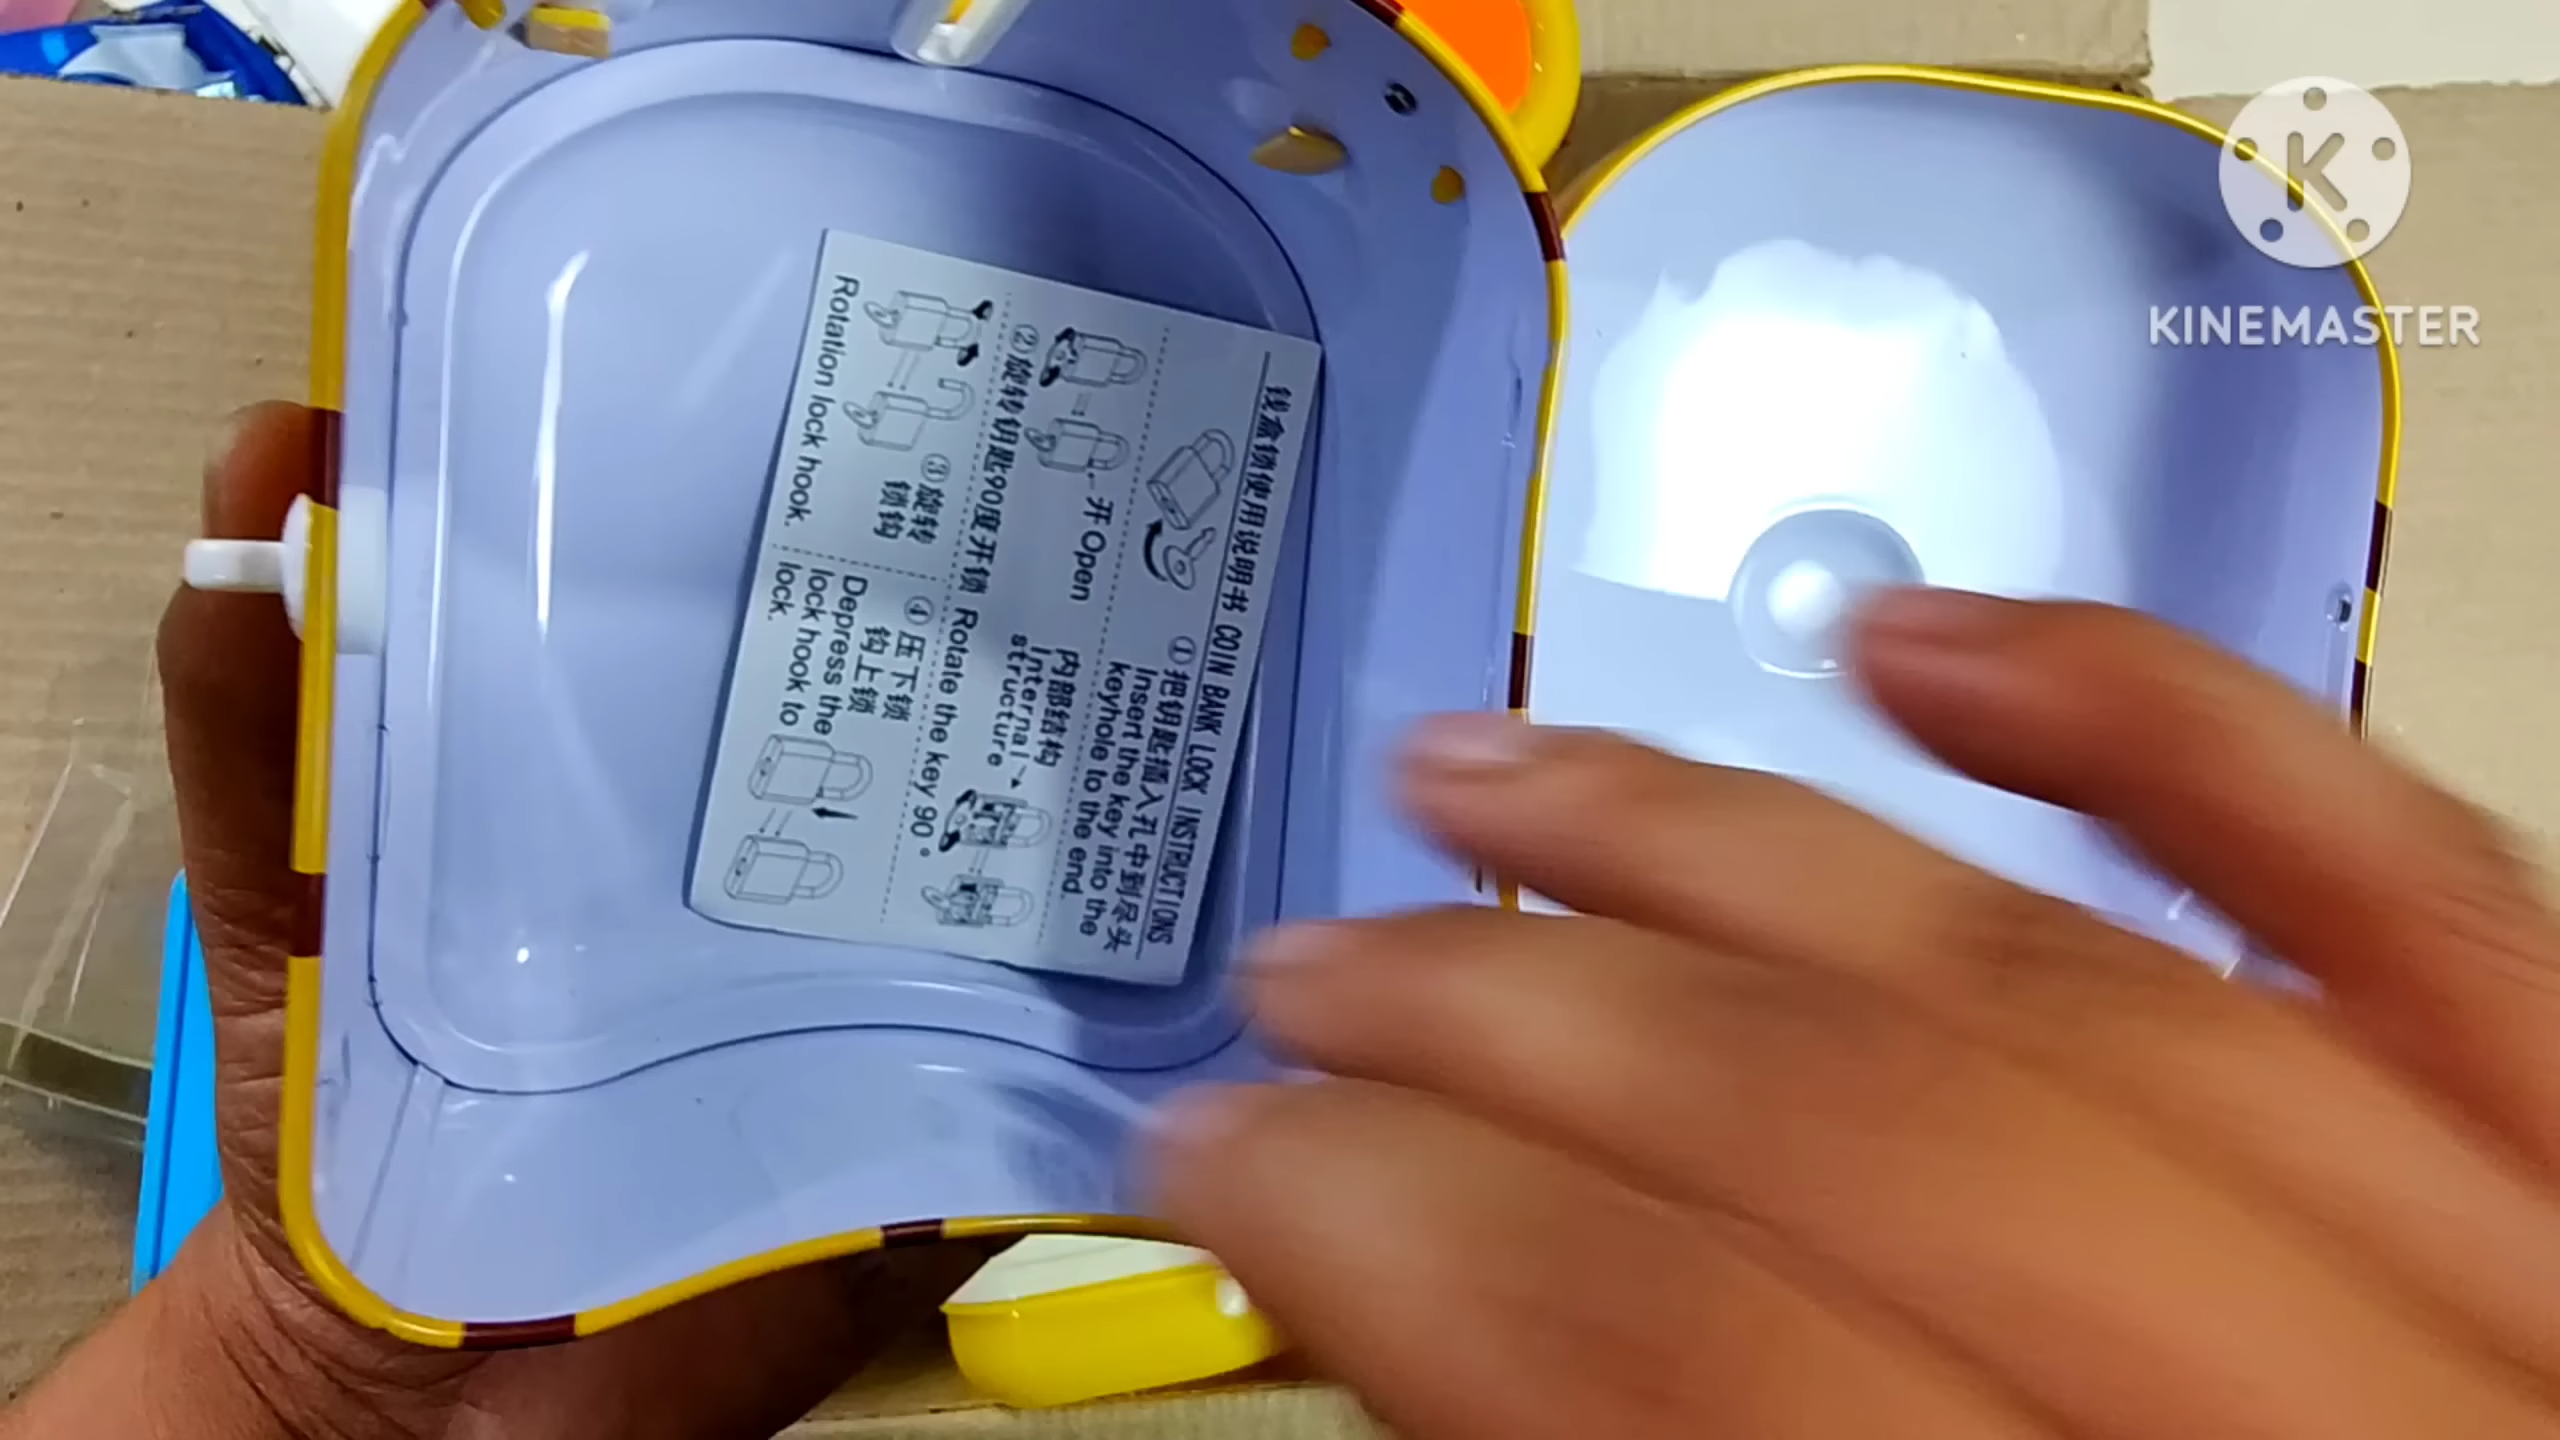 钱盒锁使用说明书 COIN BANK LOCK INSTRUCTIONS
①把钥匙插入孔中到尽头
Insert the key into the
keyhole to the end.
开 Open
内部结构
Internal
structure
②旋转钥匙90度开锁 Rotate the key 90°
③旋转
锁钩
Rotation lock hook.
④压下锁
钩上锁
Depress the
lock hook to
lock.
K
KINEMASTER